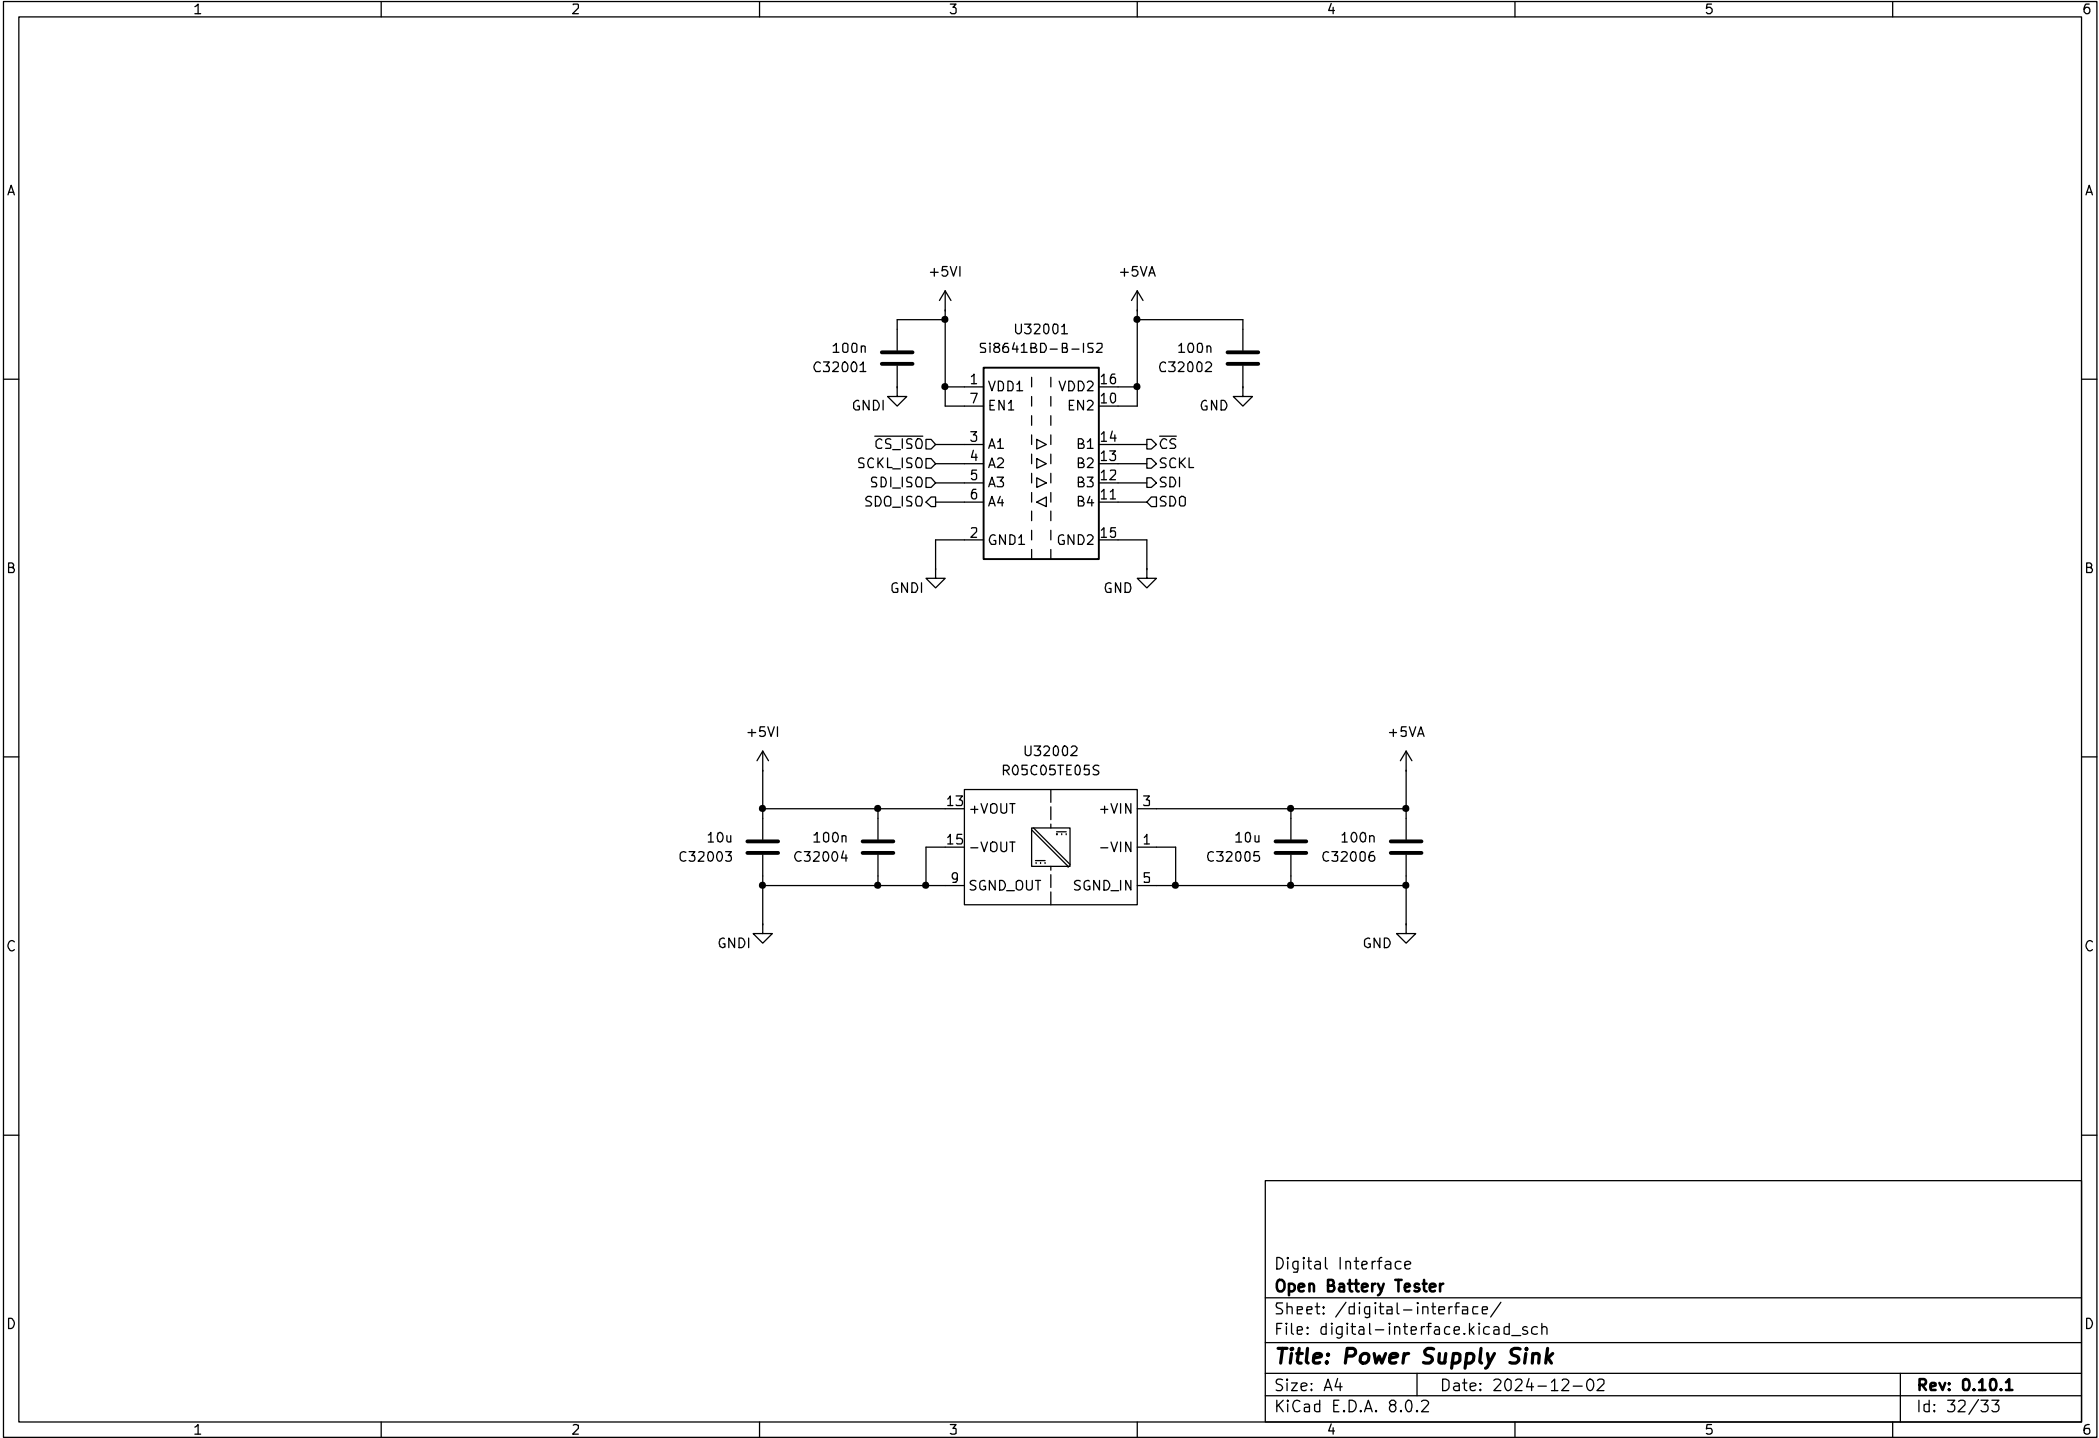 1 2 3 4 5 6
A A
+5VI +5VA
U32001
Si8641BD-B-IS2
100n 100n
C32001 C32002
1 VDD1 VDD2 16
7 EN1 EN2 10
GNDI GND
CS_ISO 3 A1 B1 14 CS
SCKL_ISO 4 A2 B2 13 SCKL
SDI_ISO 5 A3 B3 12 SDI
SDO_ISO 6 A4 B4 11 SDO
2 GND1 GND2 15
B B
GNDI GND
+5VI +5VA
U32002
R05C05TE05S
13 +VOUT +VIN 3
10u 100n 15 -VOUT -VIN 1 10u 100n
C32003 C32004 C32005 C32006
9 SGND_OUT SGND_IN 5
GNDI GND
C C
Digital Interface
Open Battery Tester
Sheet: /digital-interface/
File: digital-interface.kicad_sch
D D
Title: Power Supply Sink
Size: A4 Date: 2024-12-02 Rev: 0.10.1
KiCad E.D.A. 8.0.2 Id: 32/33
1 2 3 4 5 6